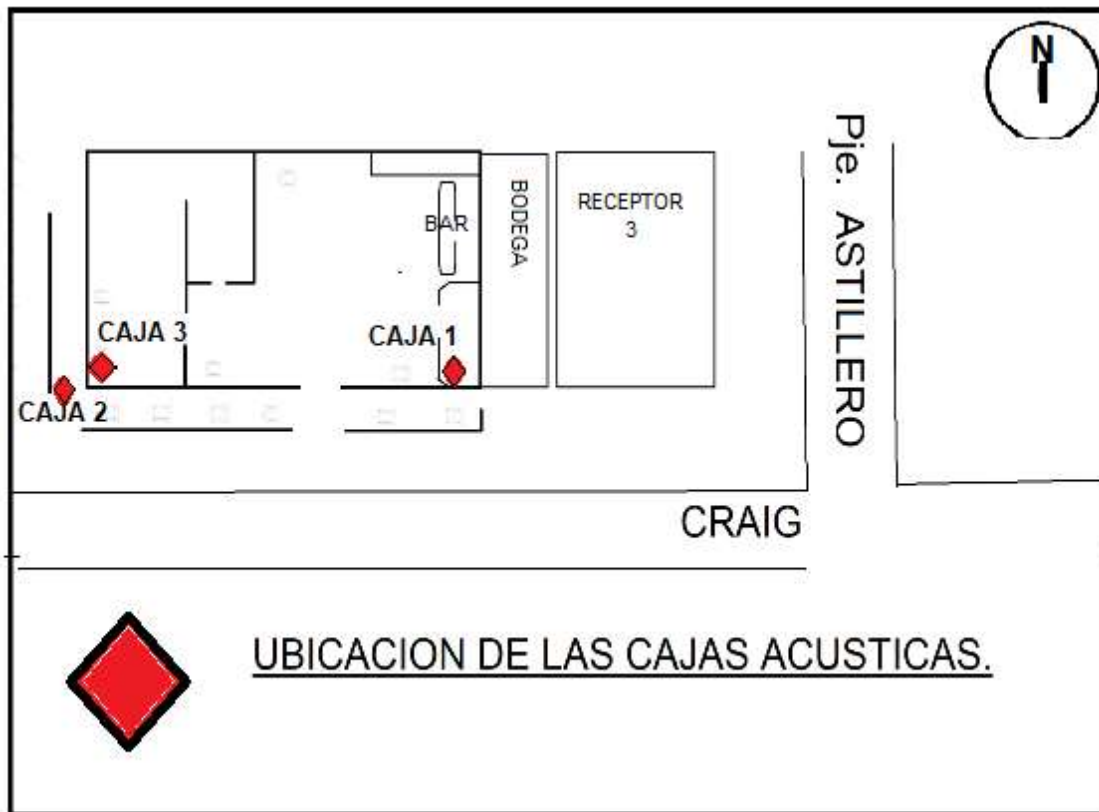 N
Pje. ASTILLERO
BODEGA
RECEPTOR
3
BAR
CAJA 3
CAJA 1
CAJA 2
CRAIG
UBICACION DE LAS CAJAS ACUSTICAS.